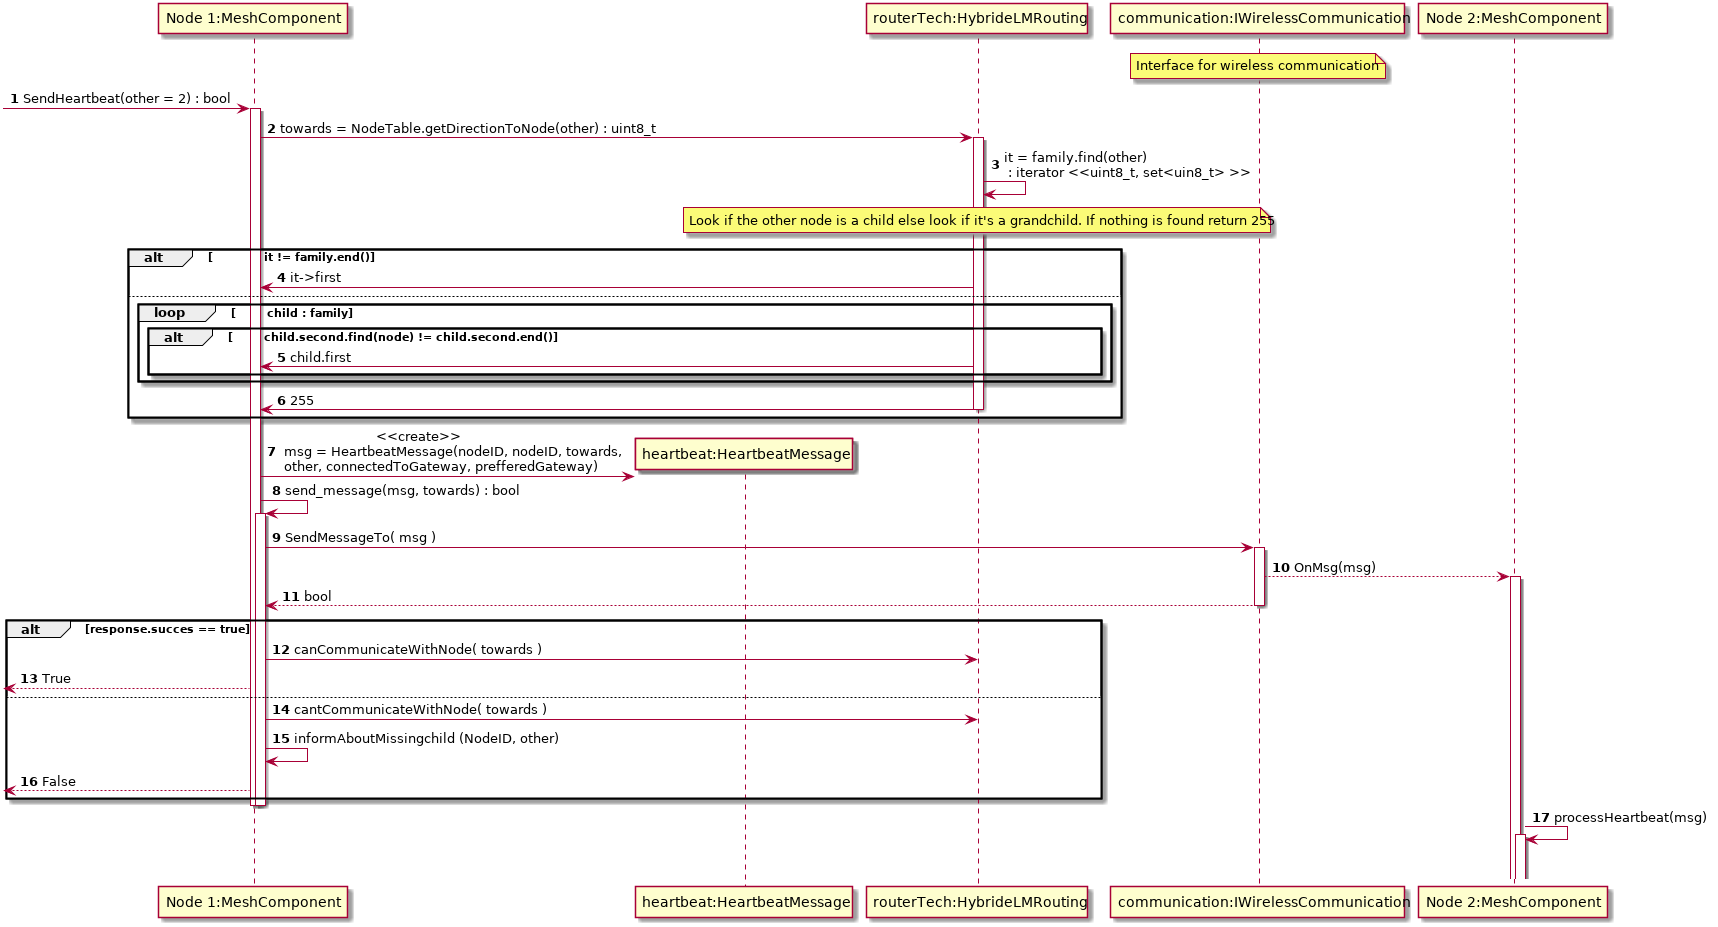 Node 1:MeshComponent
routerTech:HybrideLMRouting
communication:IWirelessCommunication
Node 2:MeshComponent
Interface for wireless communication
1 SendHeartbeat(other = 2) : bool
2 towards = NodeTable.getDirectionToNode(other) : uint8_t
3 it = family.find(other)
: iterator <<uint8_t, set<uin8_t> >>
Look if the other node is a child else look if it's a grandchild. If nothing is found return 255
alt [ it != family.end()]
4 it->first
loop [ child : family]
alt [ child.second.find(node) != child.second.end()]
5 child.first
6 255
<<create>>
7 msg = HeartbeatMessage(nodeID, nodeID, towards,
other, connectedToGateway, prefferedGateway)
heartbeat:HeartbeatMessage
8 send_message(msg, towards) : bool
9 SendMessageTo( msg )
10 OnMsg(msg)
11 bool
alt [response.succes == true]
12 canCommunicateWithNode( towards )
13 True
14 cantCommunicateWithNode( towards )
15 informAboutMissingchild (NodeID, other)
16 False
17 processHeartbeat(msg)
Node 1:MeshComponent
heartbeat:HeartbeatMessage
routerTech:HybrideLMRouting
communication:IWirelessCommunication
Node 2:MeshComponent